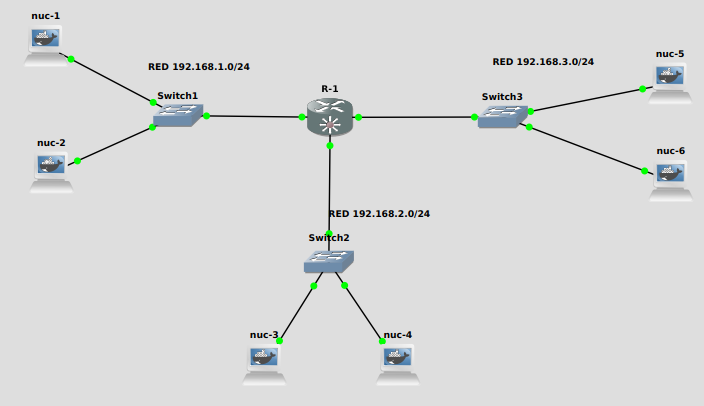 nuc-1
RED 192.168.1.0/24
Switch1
nuc-2
R-1
RED 192.168.3.0/24
Switch3
nuc-5
nuc-6
RED 192.168.2.0/24
Switch2
nuc-3
nuc-4